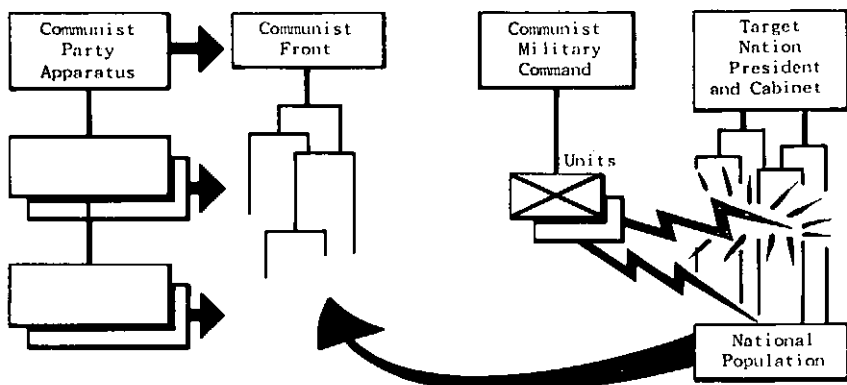 Communist
Party
Apparatus
Communist
Front
Communist
Military
Command
Target
Nation
President
and Cabinet
Units
National
Population